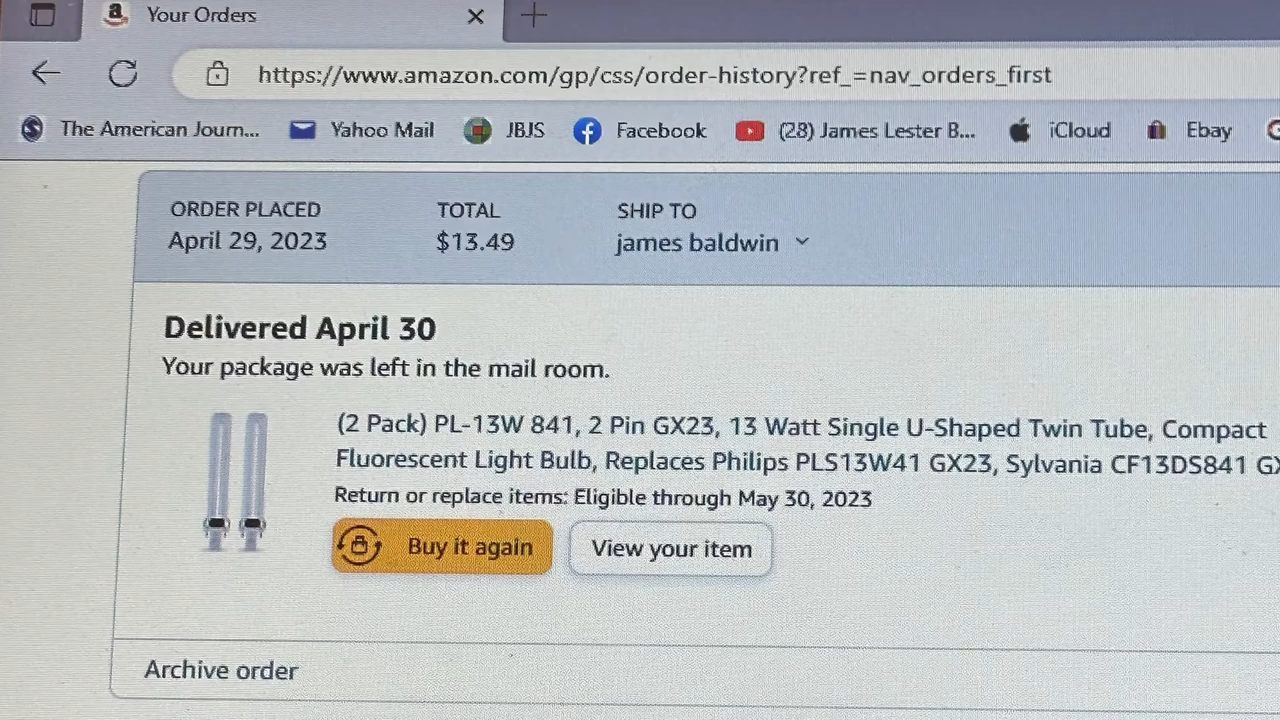 Your Orders
https://www.amazon.com/gp/css/order-history?ref_=nav_orders_first
The American Journ... Yahoo Mail JBJS Facebook (28) James Lester B... iCloud Ebay
ORDER PLACED TOTAL SHIP TO
April 29, 2023 $13.49 james baldwin
Delivered April 30
Your package was left in the mail room.
(2 Pack) PL-13W 841, 2 Pin GX23, 13 Watt Single U-Shaped Twin Tube, Compact
Fluorescent Light Bulb, Replaces Philips PLS13W41 GX23, Sylvania CF13DS841 GX
Return or replace items: Eligible through May 30, 2023
Buy it again View your item
Archive order